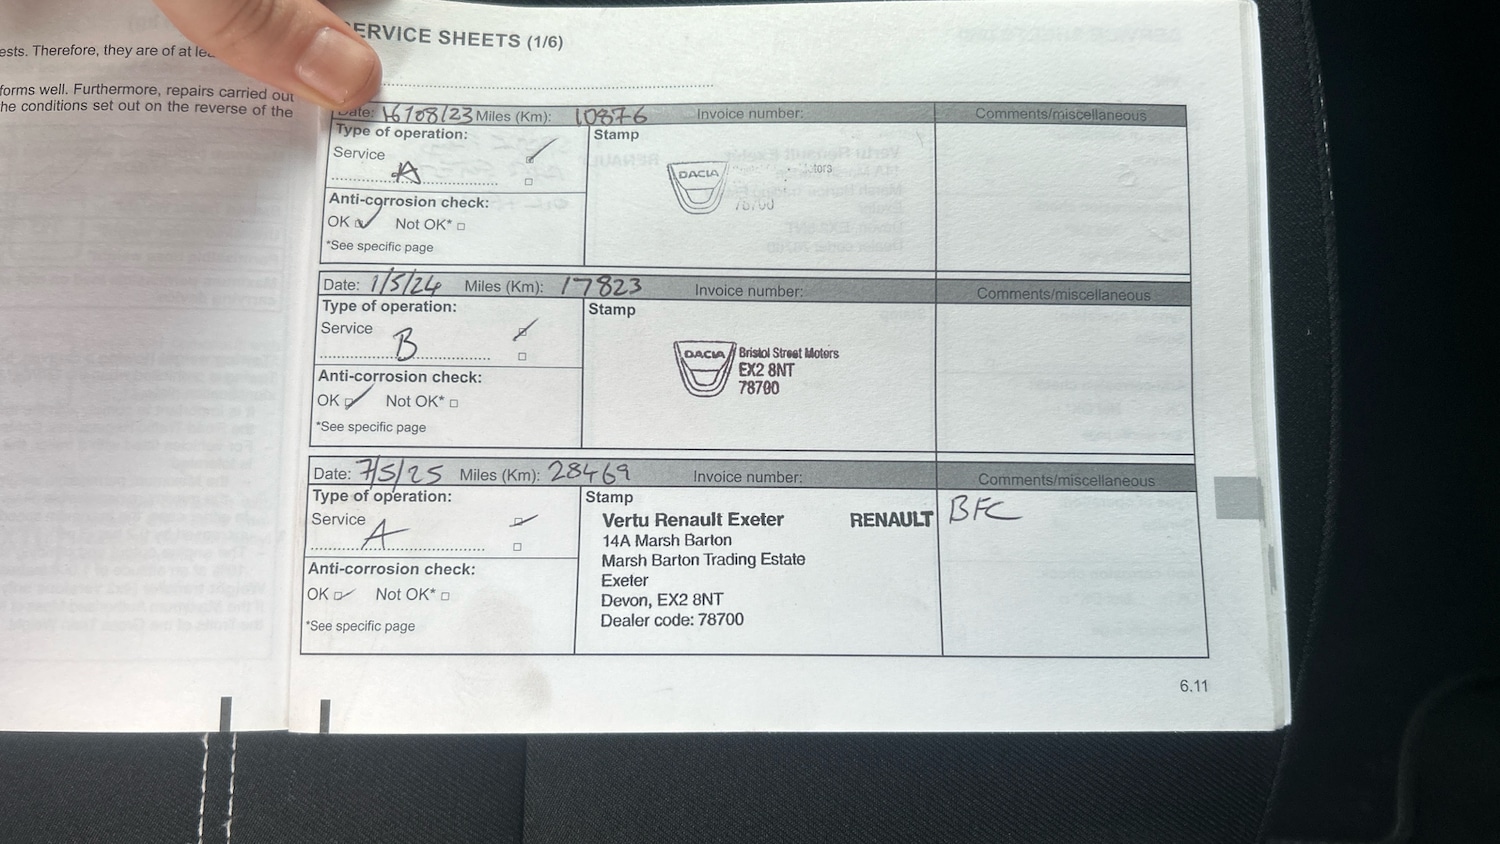 ests. Therefore, they are of at
forms well. Furthermore, repairs carried out
he conditions set out on the reverse of the
ERVICE SHEETS (1/6)
Date: 16/08/23 Miles (Km): 10876 Invoice number: Comments/miscellaneous
Type of operation: Stamp
Service
A
DACIA
78700
Anti-corrosion check:
OK Not OK*
*See specific page
Date: 1/5/24 Miles (Km): 17823 Invoice number: Comments/miscellaneous
Type of operation: Stamp
Service
B
DACIA Bristol Street Motors
EX2 8NT
78700
Anti-corrosion check:
OK Not OK*
*See specific page
Date: 7/5/25 Miles (Km): 28469 Invoice number: Comments/miscellaneous
Type of operation: Stamp
Service
A
Vertu Renault Exeter RENAULT
14A Marsh Barton
Marsh Barton Trading Estate
Exeter
Devon, EX2 8NT
Dealer code: 78700
BFC
Anti-corrosion check:
OK Not OK*
*See specific page
6.11